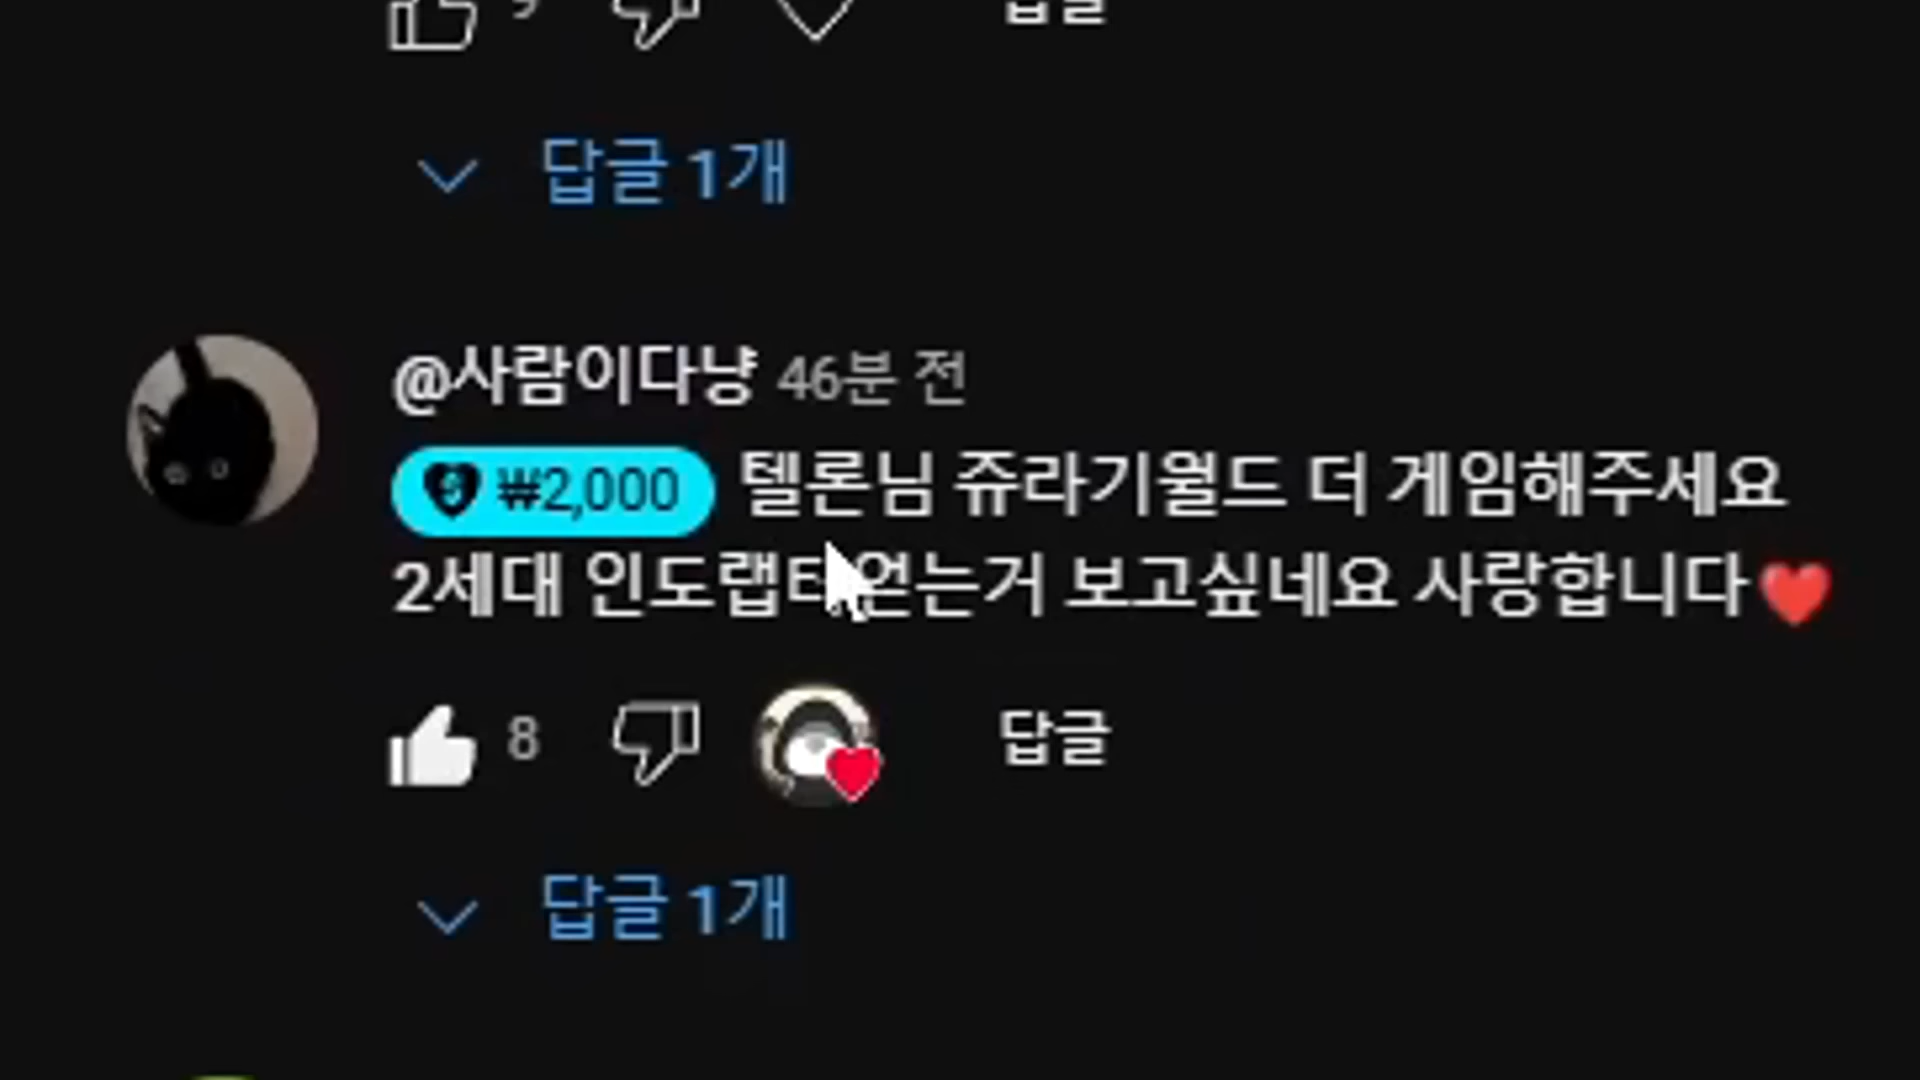 9
답글
답글 1개
@사람이다냥 46분 전
₩2,000 텔론님 쥬라기월드 더 게임해주세요
2세대 인도랩터 얻는거 보고싶네요 사랑합니다❤️
8
답글
답글 1개